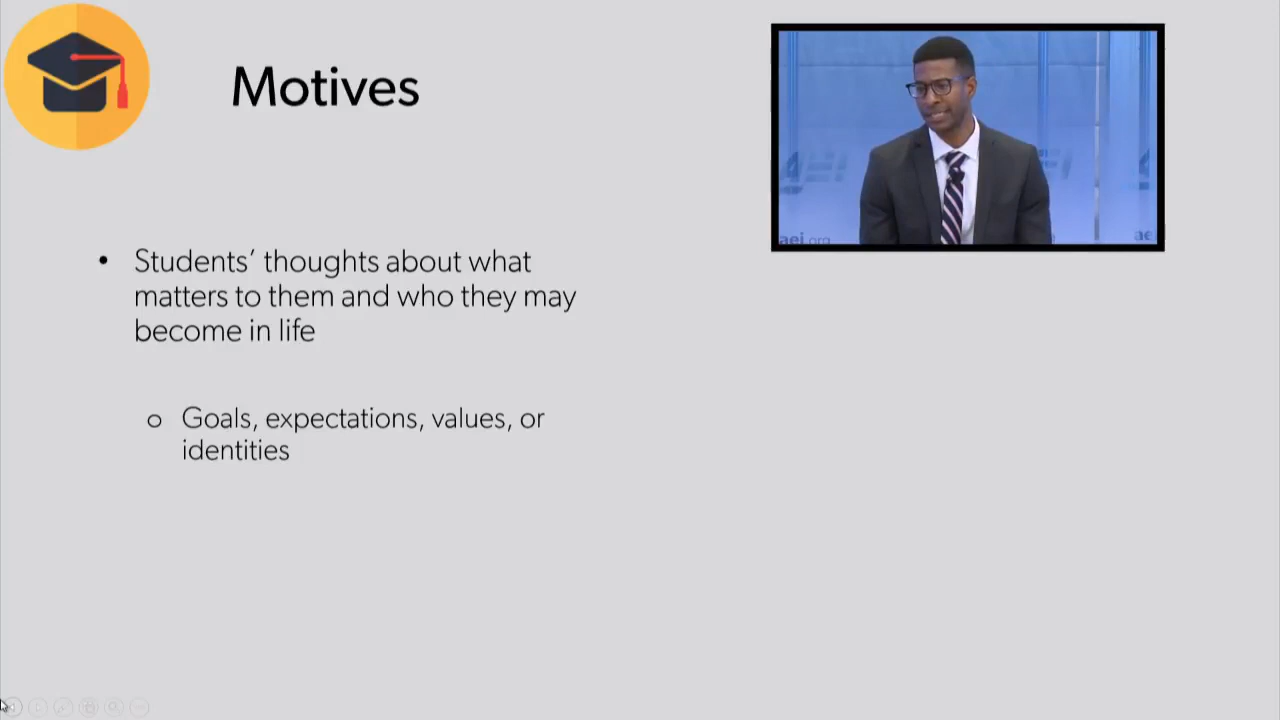 Motives
• Students’ thoughts about what
matters to them and who they may
become in life
o Goals, expectations, values, or
identities
AEI
aei.org
ae